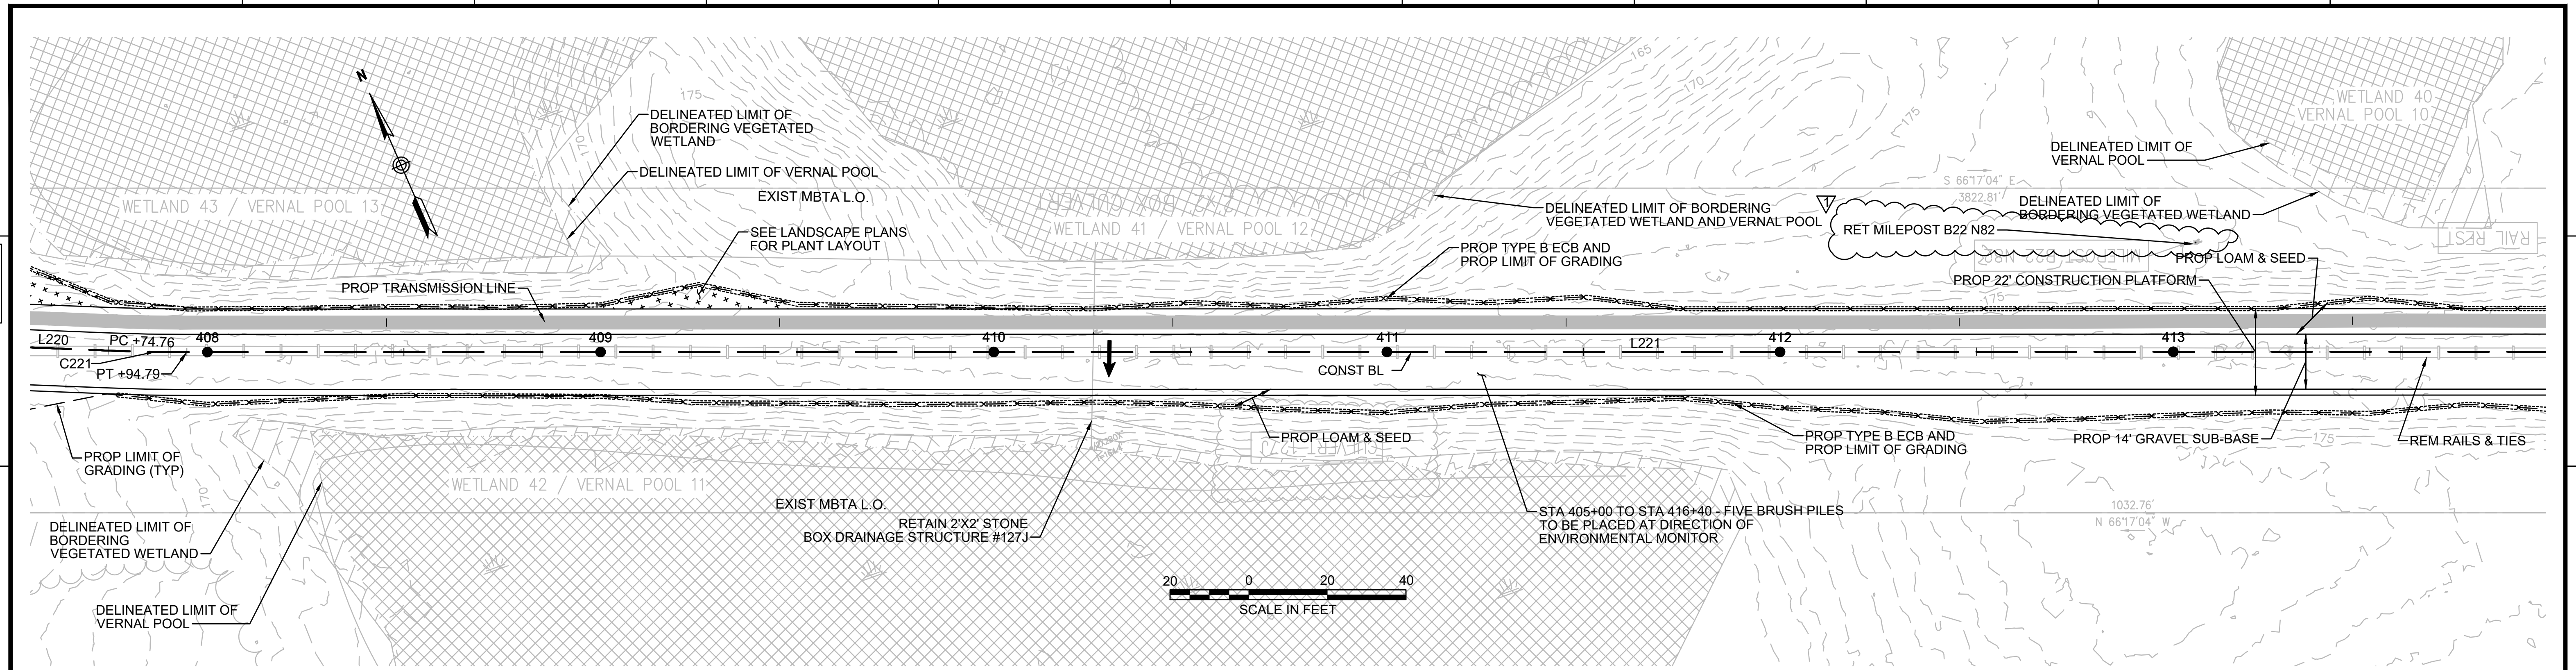 N
175
165
170
170
175
DELINEATED LIMIT OF
BORDERING VEGETATED
WETLAND
DELINEATED LIMIT OF VERNAL POOL
EXIST MBTA L.O.
WETLAND 43 / VERNAL POOL 13
SEE LANDSCAPE PLANS
FOR PLANT LAYOUT
2'X2' BOX CULVERT
WETLAND 41 / VERNAL POOL 12
DELINEATED LIMIT OF BORDERING
VEGETATED WETLAND AND VERNAL POOL
PROP TYPE B ECB AND
PROP LIMIT OF GRADING
WETLAND 40
VERNAL POOL 10
DELINEATED LIMIT OF
VERNAL POOL
S 66°17'04" E
3822.81'
DELINEATED LIMIT OF
BORDERING VEGETATED WETLAND
1
RET MILEPOST B22 N82
RAIL REST
MILEPOST B22 N82
PROP LOAM & SEED
PROP 22' CONSTRUCTION PLATFORM
175
PROP TRANSMISSION LINE
L220
PC +74.76
408
409
410
411
L221
412
413
C221
PT +94.79
CONST BL
PROP LIMIT OF
GRADING (TYP)
PROP LOAM & SEED
CULVERT 127J
PROP TYPE B ECB AND
PROP LIMIT OF GRADING
PROP 14' GRAVEL SUB-BASE
175
REM RAILS & TIES
170
WETLAND 42 / VERNAL POOL 11
EXIST MBTA L.O.
RETAIN 2'X2' STONE
BOX DRAINAGE STRUCTURE #127J
STA 405+00 TO STA 416+40 - FIVE BRUSH PILES
TO BE PLACED AT DIRECTION OF
ENVIRONMENTAL MONITOR
1032.76'
N 66°17'04" W
DELINEATED LIMIT OF
BORDERING
VEGETATED WETLAND
DELINEATED LIMIT OF
VERNAL POOL
20 0 20 40
SCALE IN FEET